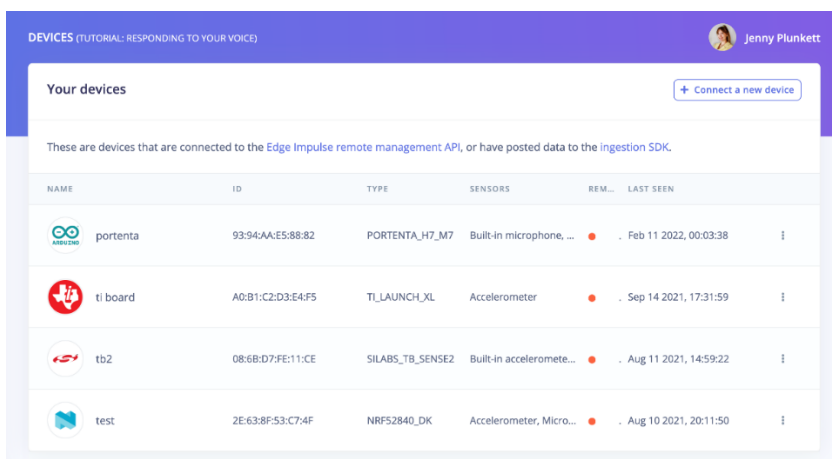 DEVICES (TUTORIAL: RESPONDING TO YOUR VOICE)
Jenny Plunkett
Your devices
+ Connect a new device
These are devices that are connected to the Edge Impulse remote management API, or have posted data to the ingestion SDK.
NAME ID TYPE SENSORS REM... LAST SEEN
ARDUINO portenta 93:94:AA:E5:88:82 PORTENTA_H7_M7 Built-in microphone, ... . Feb 11 2022, 00:03:38
ti board A0:B1:C2:D3:E4:F5 TI_LAUNCH_XL Accelerometer . Sep 14 2021, 17:31:59
tb2 08:6B:D7:FE:11:CE SILABS_TB_SENSE2 Built-in acceleromete... . Aug 11 2021, 14:59:22
test 2E:63:8F:53:C7:4F NRF52840_DK Accelerometer, Micro... . Aug 10 2021, 20:11:50